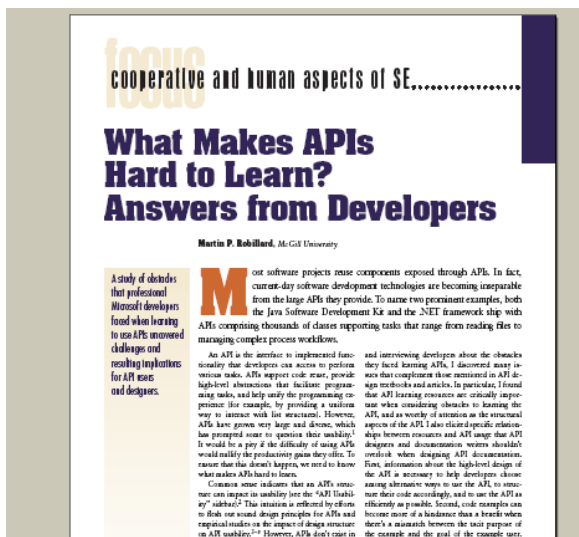 focus
cooperative and human aspects of SE
What Makes APIs
Hard to Learn?
Answers from Developers
Martin P. Robillard, McGill University
A study of obstacles
that professional
Microsoft developers
faced when learning
to use APIs uncovered
challenges and
resulting implications
for API users
and designers.
Most software projects reuse components exposed through APIs. In fact,
current-day software development technologies are becoming inseparable
from the large APIs they provide. To name two prominent examples, both
the Java Software Development Kit and the .NET framework ship with
APIs comprising thousands of classes supporting tasks that range from reading files to
managing complex process workflows.
An API is the interface to implemented func-
tionality that developers can access to perform
various tasks. APIs support code reuse, provide
high-level abstractions that facilitate program-
ming tasks, and help unify the programming ex-
perience (for example, by providing a uniform
way to interact with list structures). However,
APIs have grown very large and diverse, which
has prompted some to question their usability.1
It would be a pity if the difficulty of using APIs
would nullify the productivity gains they offer. To
ensure that this doesn't happen, we need to know
what makes APIs hard to learn.
Common sense indicates that an API's struc-
ture can impact its usability (see the "API Usabil-
ity" sidebar).2 This intuition is reflected by efforts
to flesh out sound design principles for APIs and
empirical studies on the impact of design structure
on API usability. However, APIs don't exist in
and interviewing developers about the obstacles
they faced learning APIs, I discovered many is-
sues that complement those mentioned in API de-
sign textbooks and articles. In particular, I found
that API learning resources are critically impor-
tant when considering obstacles to learning the
API, and as worthy of attention as the structural
aspects of the API. I also elicited specific relation-
ships between resources and API usage that API
designers and documentation writers shouldn't
overlook when designing API documentation.
First, information about the high-level design of
the API is necessary to help developers choose
among alternative ways to use the API, to struc-
ture their code accordingly, and to use the API as
efficiently as possible. Second, code examples can
become more of a hindrance than a benefit when
there's a mismatch between the tacit purpose of
the example and the goal of the example user.